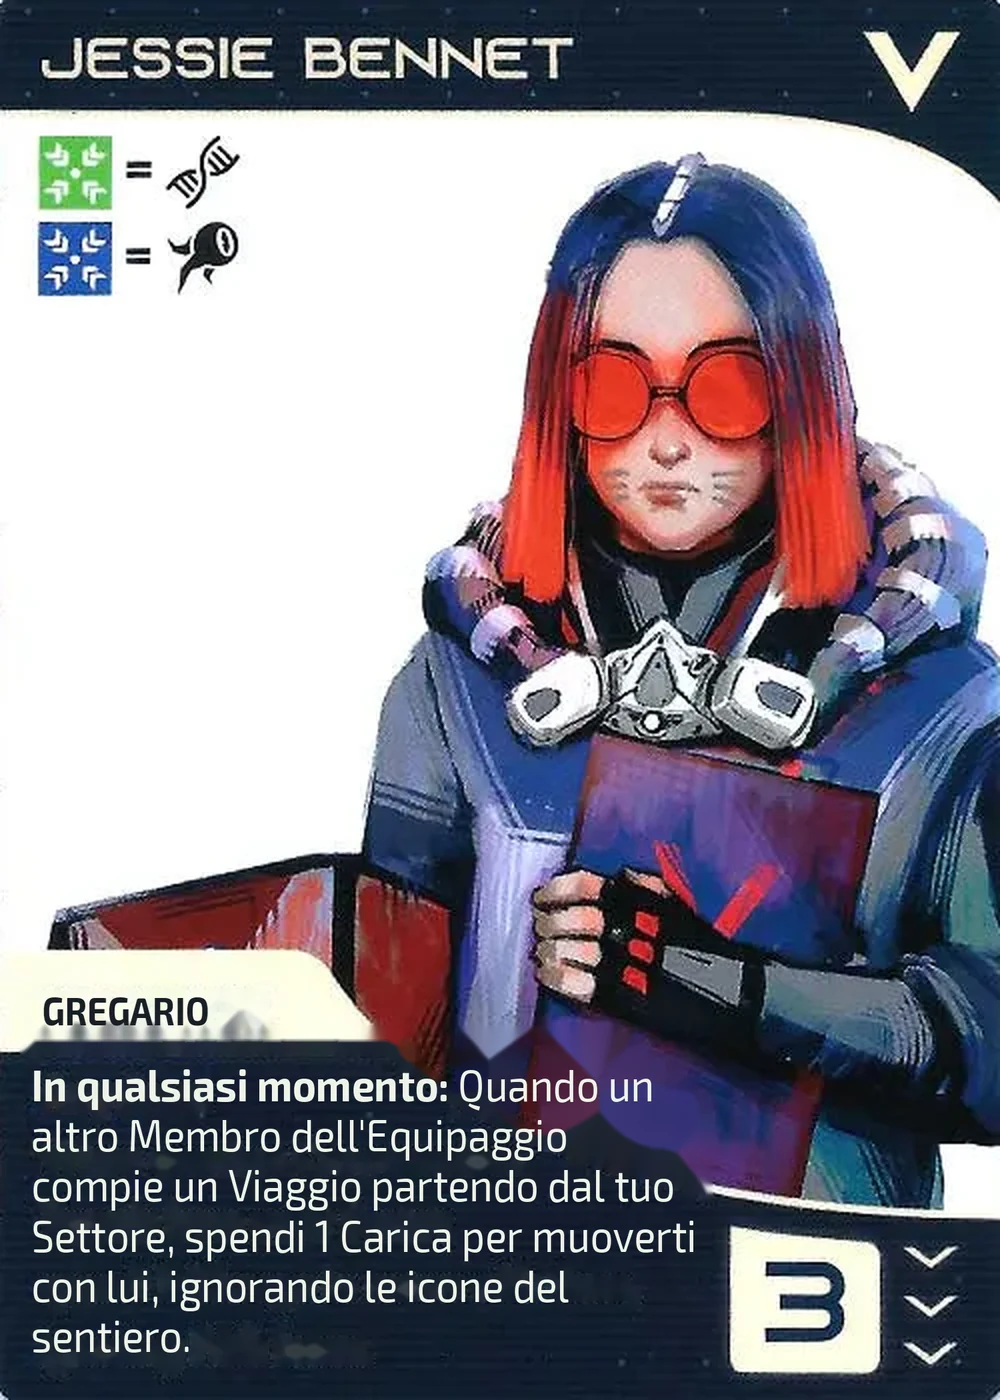 JESSIE BENNET
=
=
GREGARIO
In qualsiasi momento: Quando un
altro Membro dell'Equipaggio
compie un Viaggio partendo dal tuo
Settore, spendi 1 Carica per muoverti
con lui, ignorando le icone del
sentiero.
3